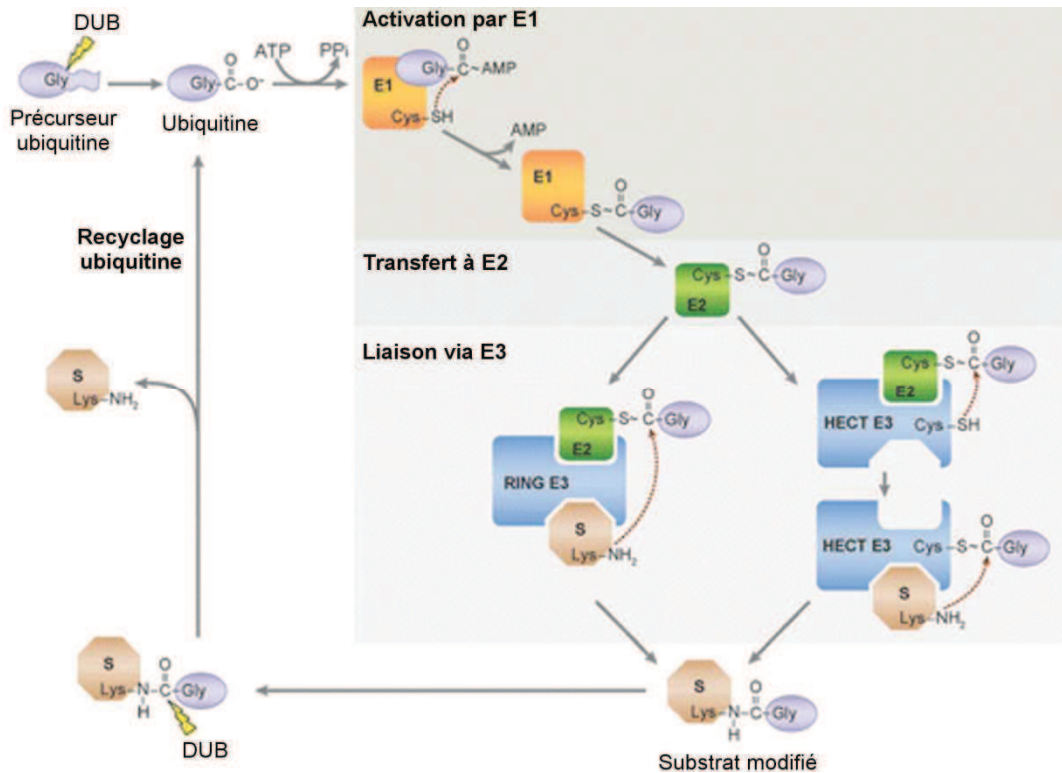 DUB
Gly
Précurseur
ubiquitine
Gly-C-O-
O
Ubiquitine
ATP
PPi
Activation par E1
E1
Gly
C~AMP
O
Cys-SH
AMP
E1
Cys-S~C-Gly
O
Transfert à E2
Cys-S~C-Gly
O
E2
Recyclage
ubiquitine
Liaison via E3
S
Lys-NH2
Cys-S~C-Gly
O
E2
RING E3
S
Lys-NH2
Cys-S~C-Gly
O
E2
HECT E3
Cys-SH
HECT E3
Cys-S~C-Gly
O
S
Lys-NH2
S
O
Lys-N-C-Gly
H
DUB
S
O
Lys-N-C-Gly
H
Substrat modifié